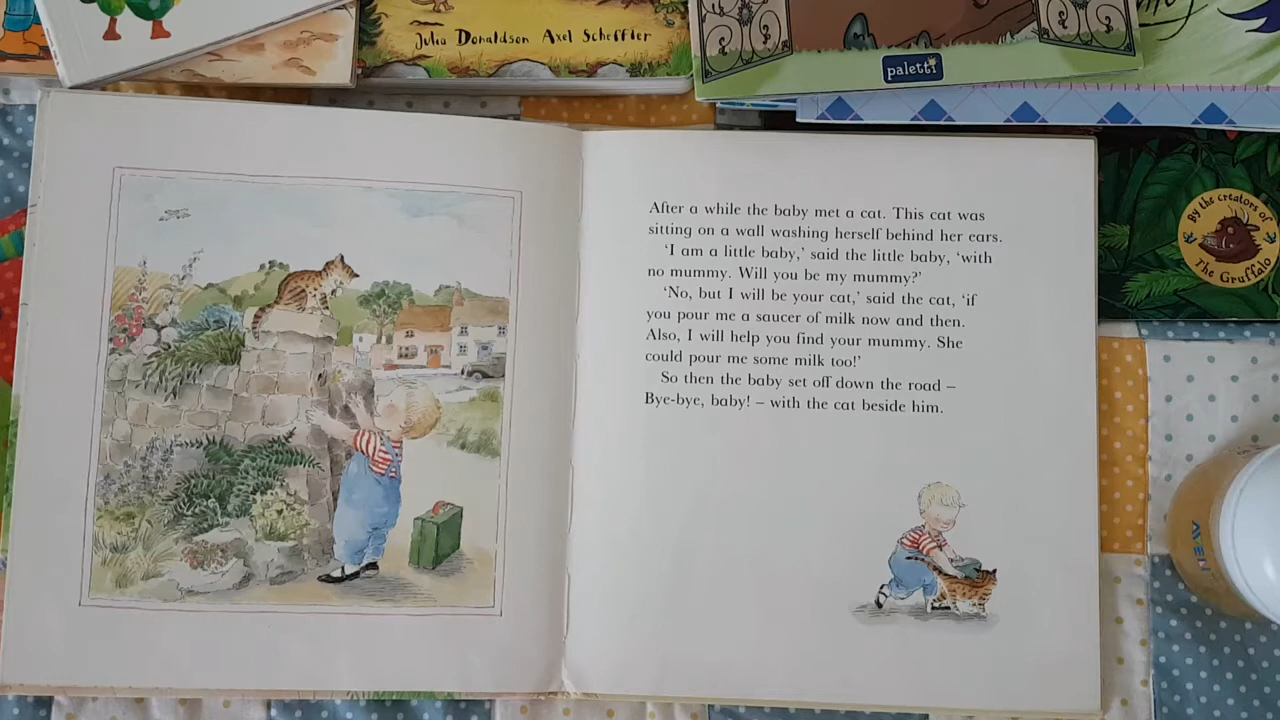 Julia Donaldson Axel Scheffler
paletti
By the creators of
The Gruffalo
After a while the baby met a cat. This cat was
sitting on a wall washing herself behind her ears.
‘I am a little baby,’ said the little baby, ‘with
no mummy. Will you be my mummy?’
‘No, but I will be your cat,’ said the cat, ‘if
you pour me a saucer of milk now and then.
Also, I will help you find your mummy. She
could pour me some milk too!’
So then the baby set off down the road –
Bye-bye, baby! – with the cat beside him.
AVENT